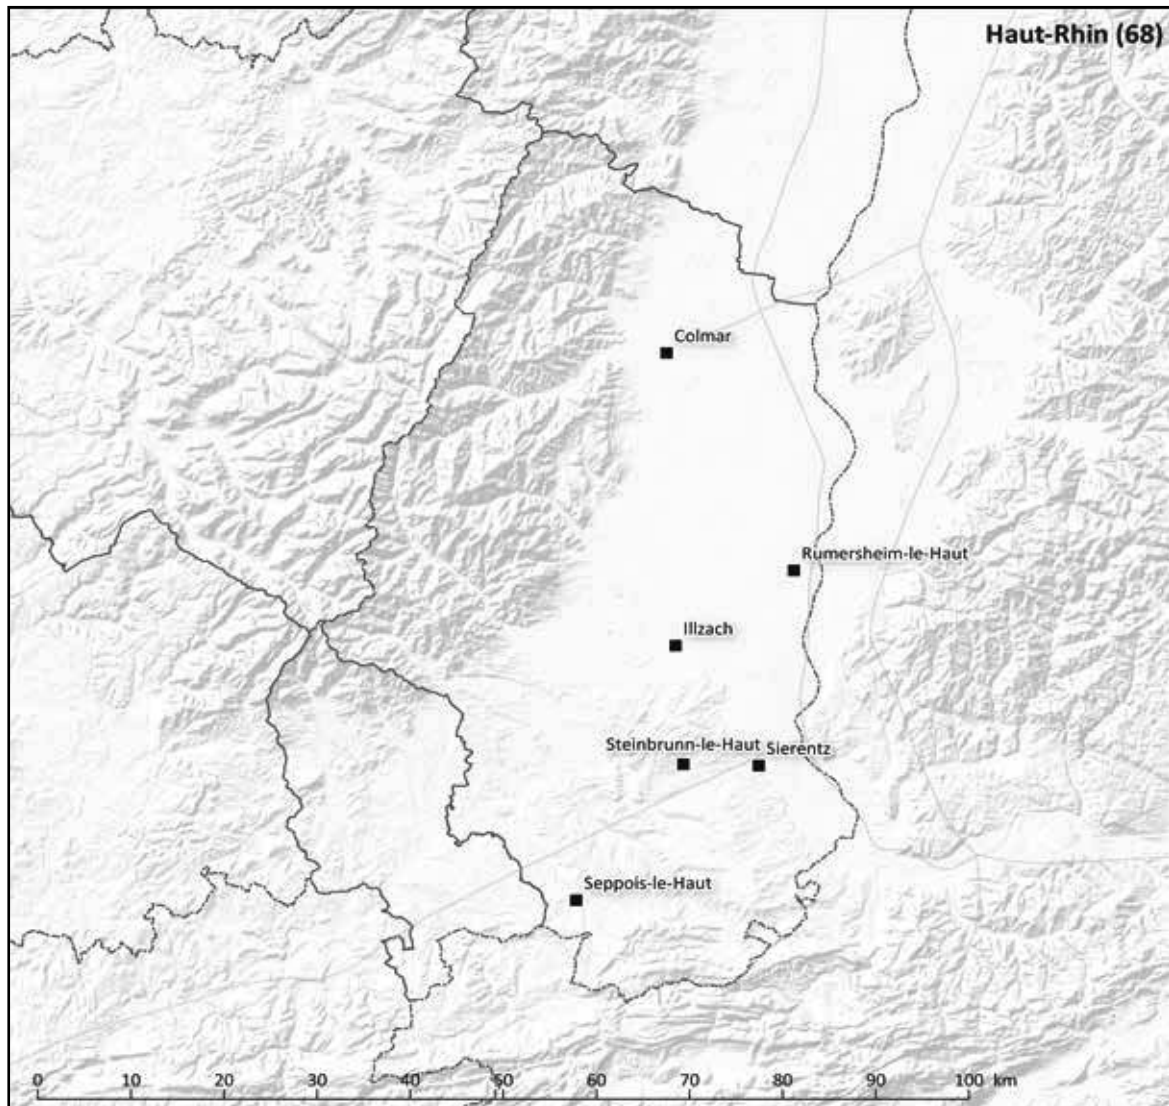 Haut-Rhin (68)
Colmar
Rumersheim-le-Haut
Illzach
Steinbrunn-le-Haut
Sierentz
Seppois-le-Haut
0 10 20 30 40 50 60 70 80 90 100 km